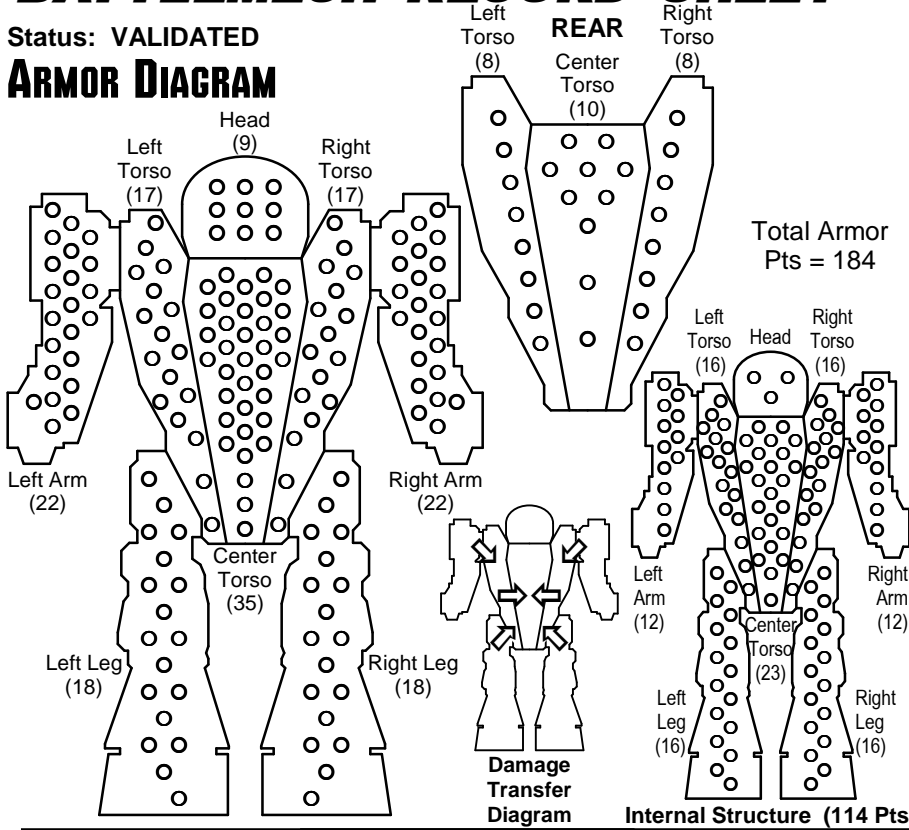 BATTLEMECH RECORD SHEET
Status: VALIDATED
ARMOR DIAGRAM
Head
(9)
Left
Torso
(17)
Right
Torso
(17)
Left Arm
(22)
Right Arm
(22)
Center
Torso
(35)
Left Leg
(18)
Right Leg
(18)
REAR
Left
Torso
(8)
Center
Torso
(10)
Right
Torso
(8)
Total Armor
Pts = 184
Damage
Transfer
Diagram
Left
Torso
(16)
Head
Right
Torso
(16)
Left
Arm
(12)
Right
Arm
(12)
Center
Torso
(23)
Left
Leg
(16)
Right
Leg
(16)
Internal Structure (114 Pts